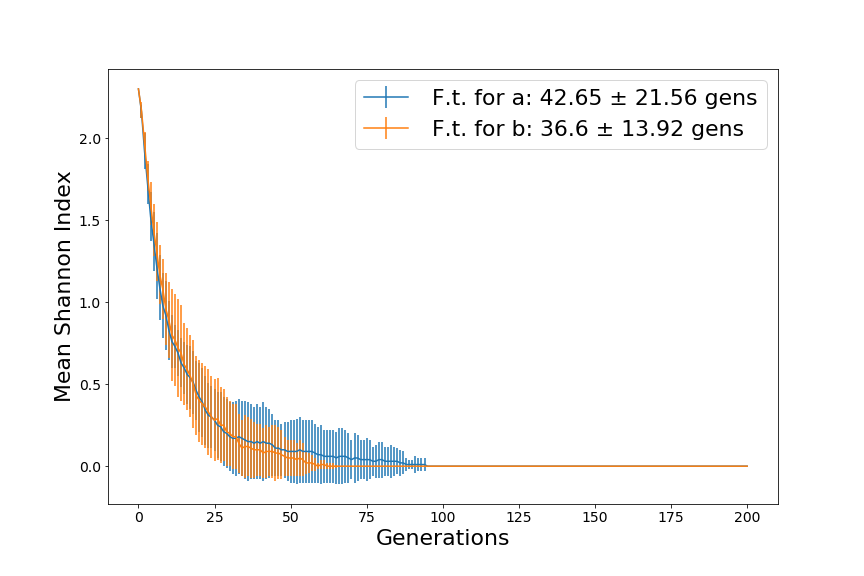 F.t. for a: 42.65 ± 21.56 gens
F.t. for b: 36.6 ± 13.92 gens
Mean Shannon Index
2.0
1.5
1.0
0.5
0.0
0 25 50 75 100 125 150 175 200
Generations